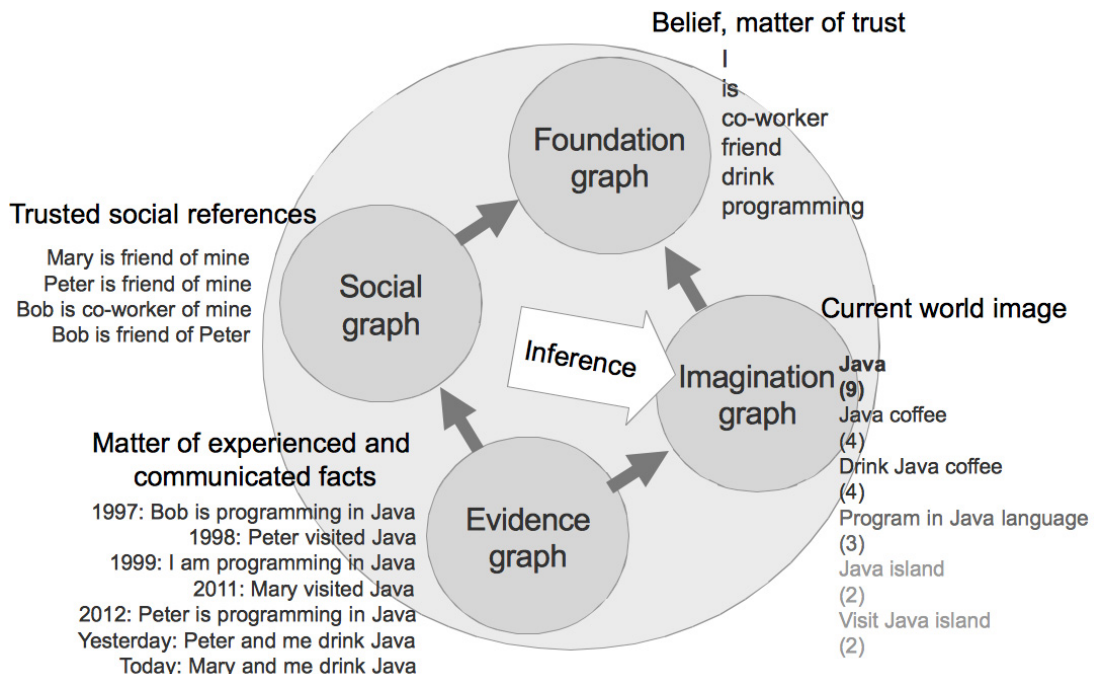 Belief, matter of trust
I
is
co-worker
friend
drink
programming
Foundation
graph
Trusted social references
Mary is friend of mine
Peter is friend of mine
Bob is co-worker of mine
Bob is friend of Peter
Social
graph
Inference
Current world image
Imagination
graph
Java
(9)
Java coffee
(4)
Drink Java coffee
(4)
Program in Java language
(3)
Java island
(2)
Visit Java island
(2)
Matter of experienced and
communicated facts
1997: Bob is programming in Java
1998: Peter visited Java
1999: I am programming in Java
2011: Mary visited Java
2012: Peter is programming in Java
Yesterday: Peter and me drink Java
Today: Mary and me drink Java
Evidence
graph